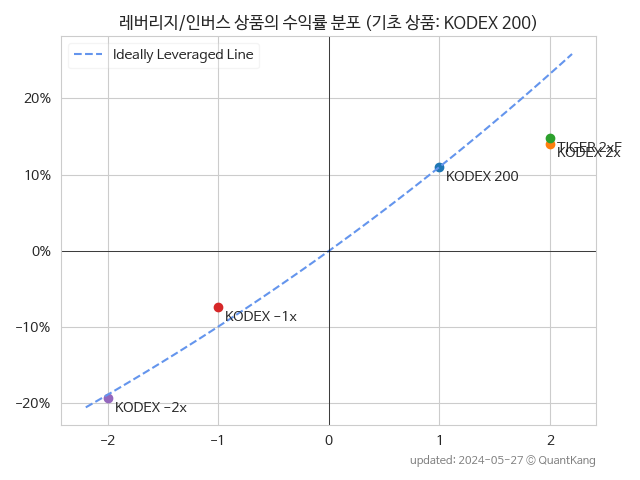 레버리지/인버스 상품의 수익률 분포 (기초 상품: KODEX 200)
Ideally Leveraged Line
20%
TIGER 2xF
KODEX 2x
10%
KODEX 200
0%
-10%
KODEX -1x
-20%
KODEX -2x
-2 -1 0 1 2
updated: 2024-05-27 © QuantKang